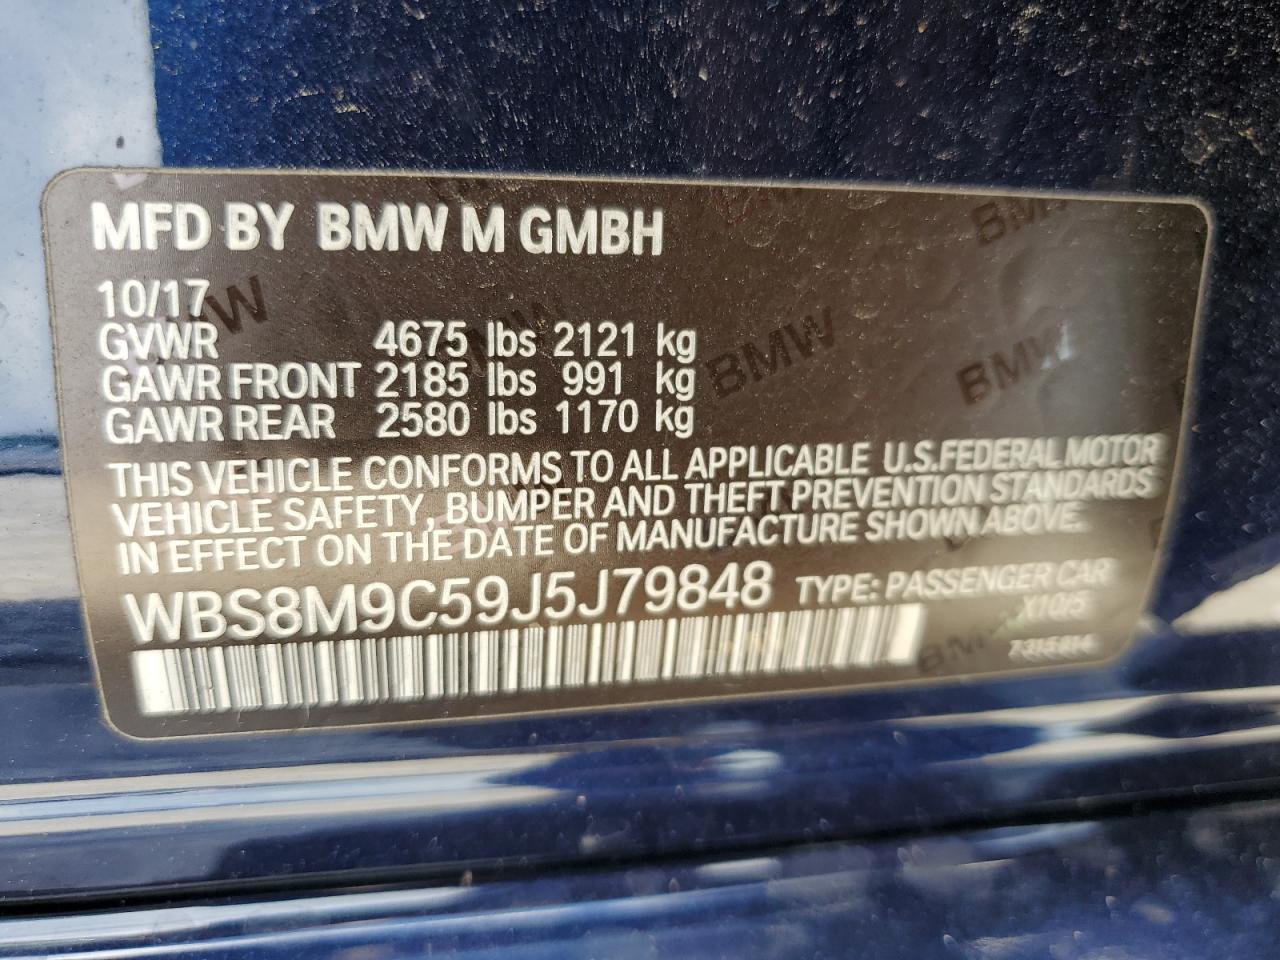 MFD BY BMW M GMBH
10/17
GVWR 4675 lbs 2121 kg
GAWR FRONT 2185 lbs 991 kg
GAWR REAR 2580 lbs 1170 kg
THIS VEHICLE CONFORMS TO ALL APPLICABLE U.S.FEDERAL MOTOR
VEHICLE SAFETY, BUMPER AND THEFT PREVENTION STANDARDS
IN EFFECT ON THE DATE OF MANUFACTURE SHOWN ABOVE.
WBS8M9C59J5J79848 TYPE: PASSENGER CAR
X10/5